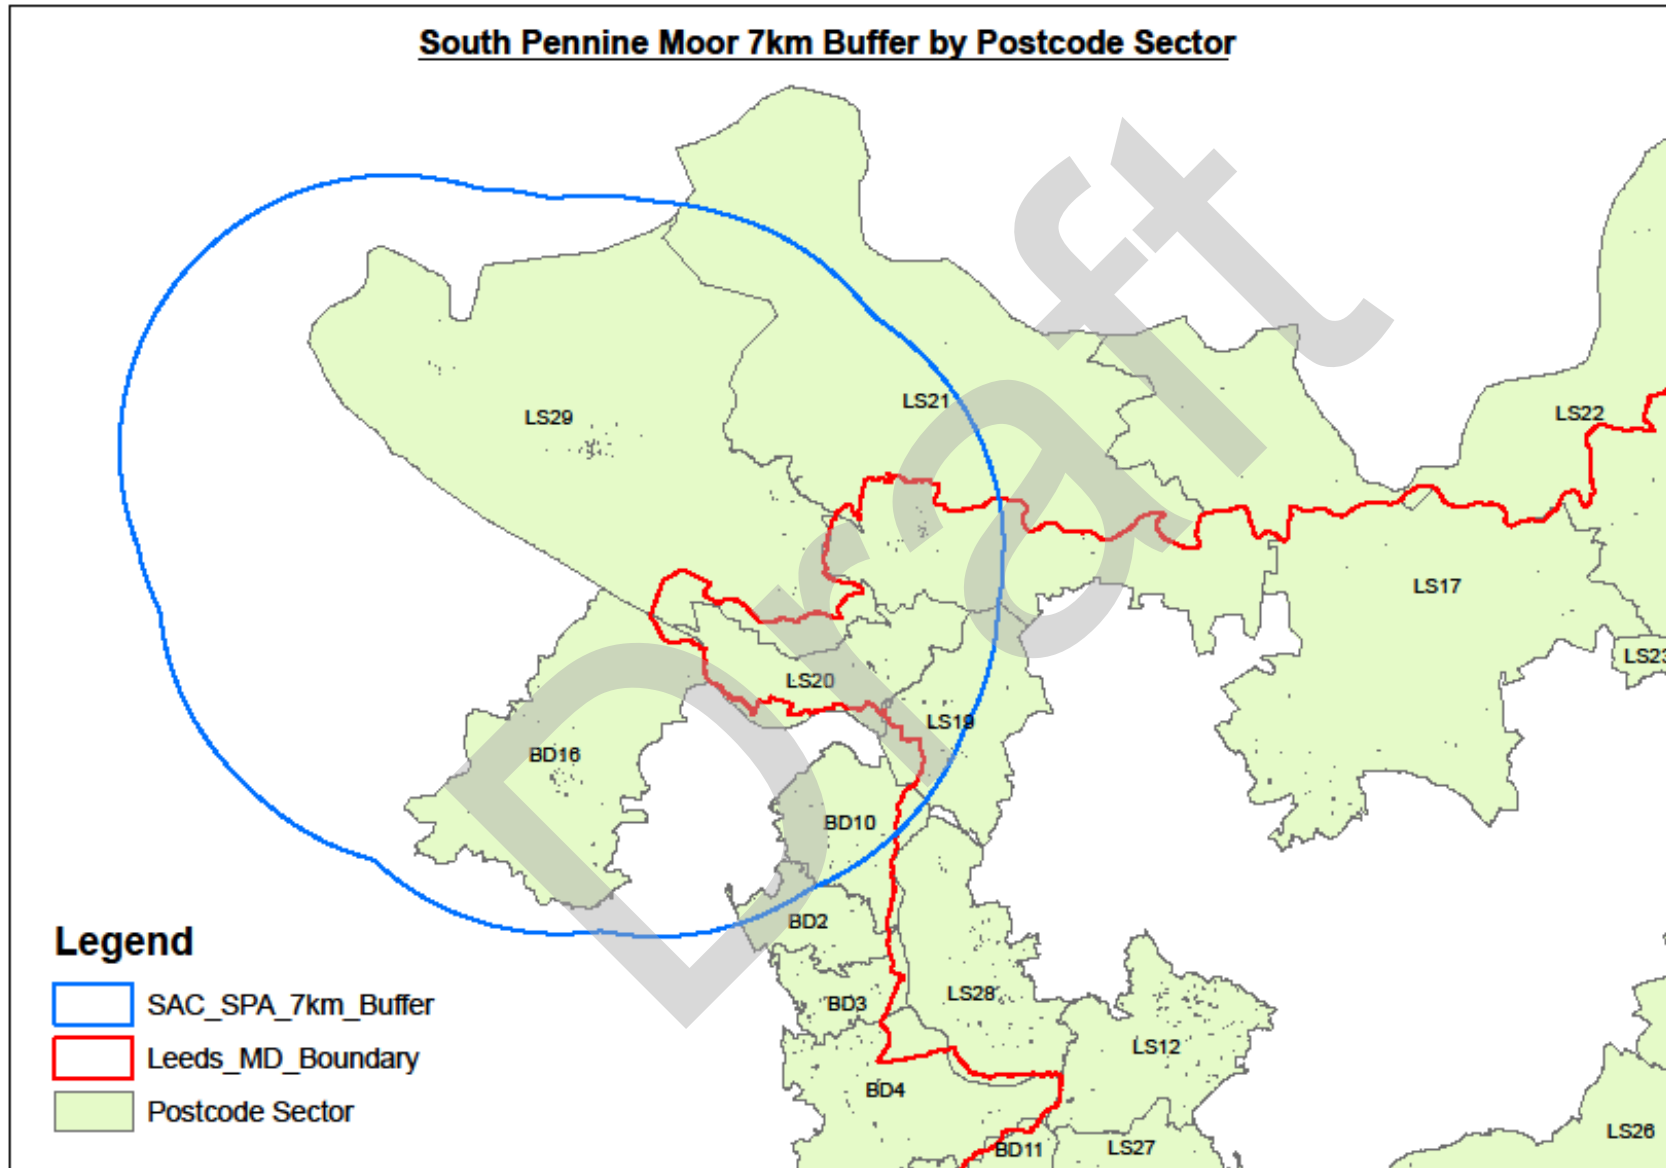 South Pennine Moor 7km Buffer by Postcode Sector
Draft
LS29
LS21
LS22
LS17
LS23
LS20
LS19
BD16
BD10
BD2
LS28
BD3
LS12
BD4
BD11
LS27
LS26
Legend
SAC_SPA_7km_Buffer
Leeds_MD_Boundary
Postcode Sector